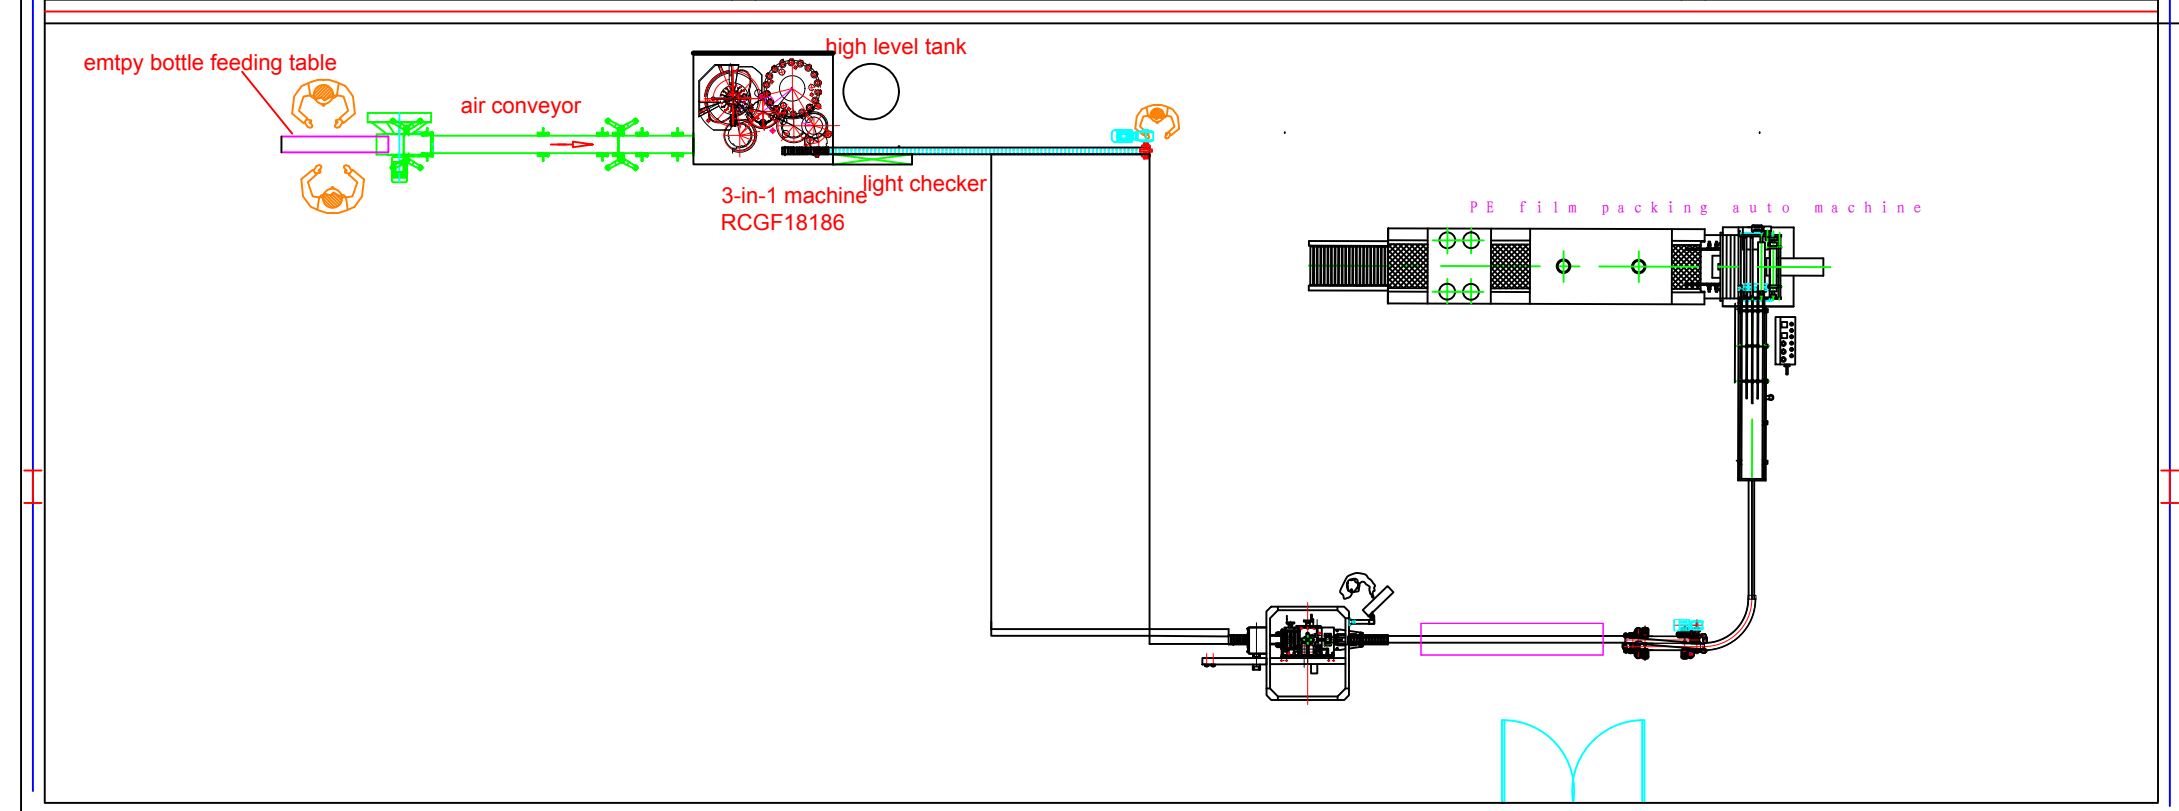 high level tank
emtpy bottle feeding table
air conveyor
light checker
3-in-1 machine
RCGF18186
PE film packing auto machine